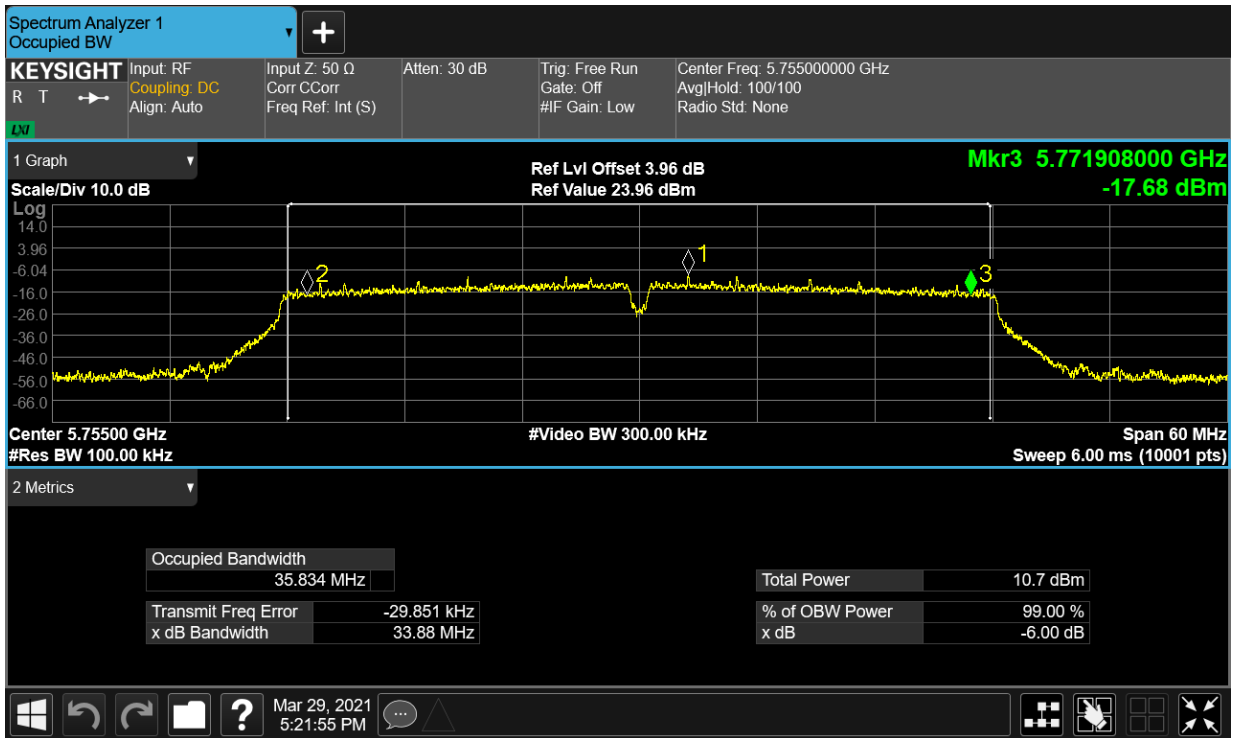 Spectrum Analyzer 1
Occupied BW
KEYSIGHT
R T
LXI
Input: RF
Coupling: DC
Align: Auto
Input Z: 50 Ω
Corr CCorr
Freq Ref: Int (S)
Atten: 30 dB
Trig: Free Run
Gate: Off
#IF Gain: Low
Center Freq: 5.755000000 GHz
Avg|Hold: 100/100
Radio Std: None
1 Graph
Scale/Div 10.0 dB
Ref Lvl Offset 3.96 dB
Ref Value 23.96 dBm
Mkr3 5.771908000 GHz
-17.68 dBm
Log
14.0
3.96
-6.04
-16.0
-26.0
-36.0
-46.0
-56.0
-66.0
2
1
3
Center 5.75500 GHz
#Res BW 100.00 kHz
#Video BW 300.00 kHz
Span 60 MHz
Sweep 6.00 ms (10001 pts)
2 Metrics
Occupied Bandwidth
35.834 MHz
Transmit Freq Error -29.851 kHz
x dB Bandwidth 33.88 MHz
Total Power 10.7 dBm
% of OBW Power 99.00 %
x dB -6.00 dB
?
Mar 29, 2021
5:21:55 PM